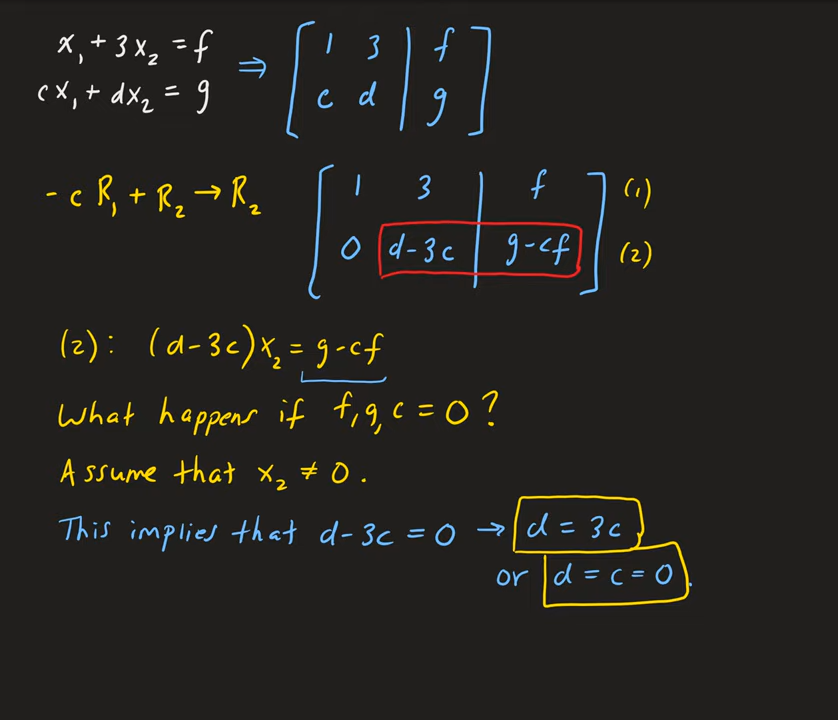 x₁ + 3x₂ = f
cx₁ + dx₂ = g
⇒ [ 1 3 | f ]
[ c d | g ]
-c R₁ + R₂ → R₂
[ 1 3 | f ] (1)
[ 0 d-3c | g-cf ] (2)
(2): (d-3c)x₂ = g-cf
What happens if f,g,c = 0?
Assume that x₂ ≠ 0.
This implies that d-3c = 0 → d = 3c
or d = c = 0.